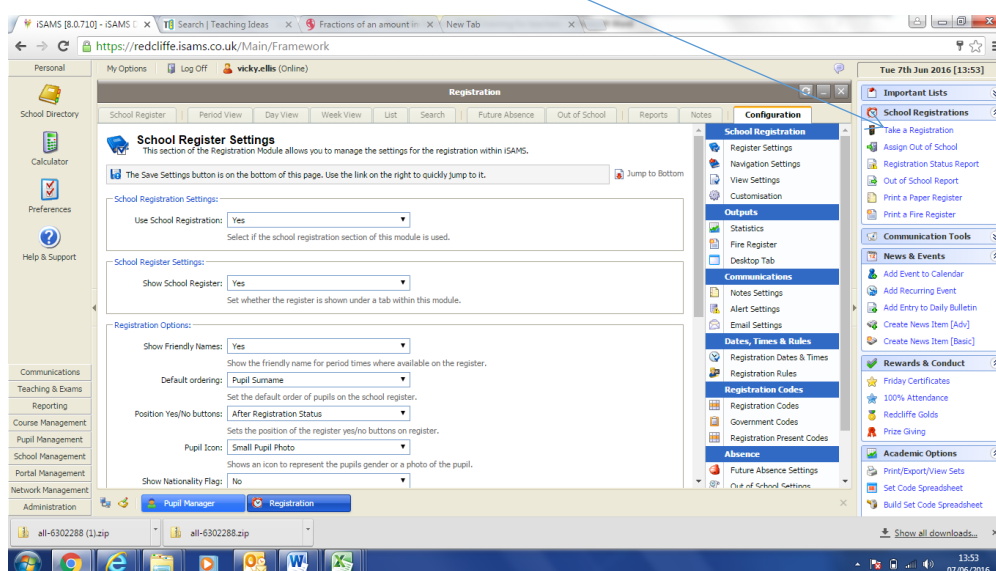 iSAMS [8.0.710] - iSAMS
Search | Teaching Ideas
Fractions of an amount in
New Tab
https://redcliffe.isams.co.uk/Main/Framework
Personal
School Directory
Calculator
Preferences
Help & Support
Communications
Teaching & Exams
Reporting
Course Management
Pupil Management
School Management
Portal Management
Network Management
Administration
My Options
Log Off
vicky.ellis (Online)
Registration
School Register
Period View
Day View
Week View
List
Search
Future Absence
Out of School
Reports
Notes
Configuration
School Register Settings
This section of the Registration Module allows you to manage the settings for the registration within iSAMS.
The Save Settings button is on the bottom of this page. Use the link on the right to quickly jump to it.
Jump to Bottom
School Registration Settings:
Use School Registration: Yes
Select if the school registration section of this module is used.
School Register Settings:
Show School Register: Yes
Set whether the register is shown under a tab within this module.
Registration Options:
Show Friendly Names: Yes
Show the friendly name for period times where available on the register.
Default ordering: Pupil Surname
Set the default order of pupils on the school register.
Position Yes/No buttons: After Registration Status
Sets the position of the register yes/no buttons on register.
Pupil Icon: Small Pupil Photo
Shows an icon to represent the pupils gender or a photo of the pupil.
Show Nationality Flag: No
School Registration
Register Settings
Navigation Settings
View Settings
Customisation
Outputs
Statistics
Fire Register
Desktop Tab
Communications
Notes Settings
Alert Settings
Email Settings
Dates, Times & Rules
Registration Dates & Times
Registration Rules
Registration Codes
Registration Codes
Government Codes
Registration Present Codes
Absence
Future Absence Settings
Out of School Settings
Pupil Manager
Registration
Tue 7th Jun 2016 [13:53]
Important Lists
School Registrations
Take a Registration
Assign Out of School
Registration Status Report
Out of School Report
Print a Paper Register
Print a Fire Register
Communication Tools
News & Events
Add Event to Calendar
Add Recurring Event
Add Entry to Daily Bulletin
Create News Item [Adv]
Create News Item [Basic]
Rewards & Conduct
Friday Certificates
100% Attendance
Redcliffe Golds
Prize Giving
Academic Options
Print/Export/View Sets
Set Code Spreadsheet
Build Set Code Spreadsheet
all-6302288 (1).zip
all-6302288.zip
Show all downloads...
13:53
07/06/2016